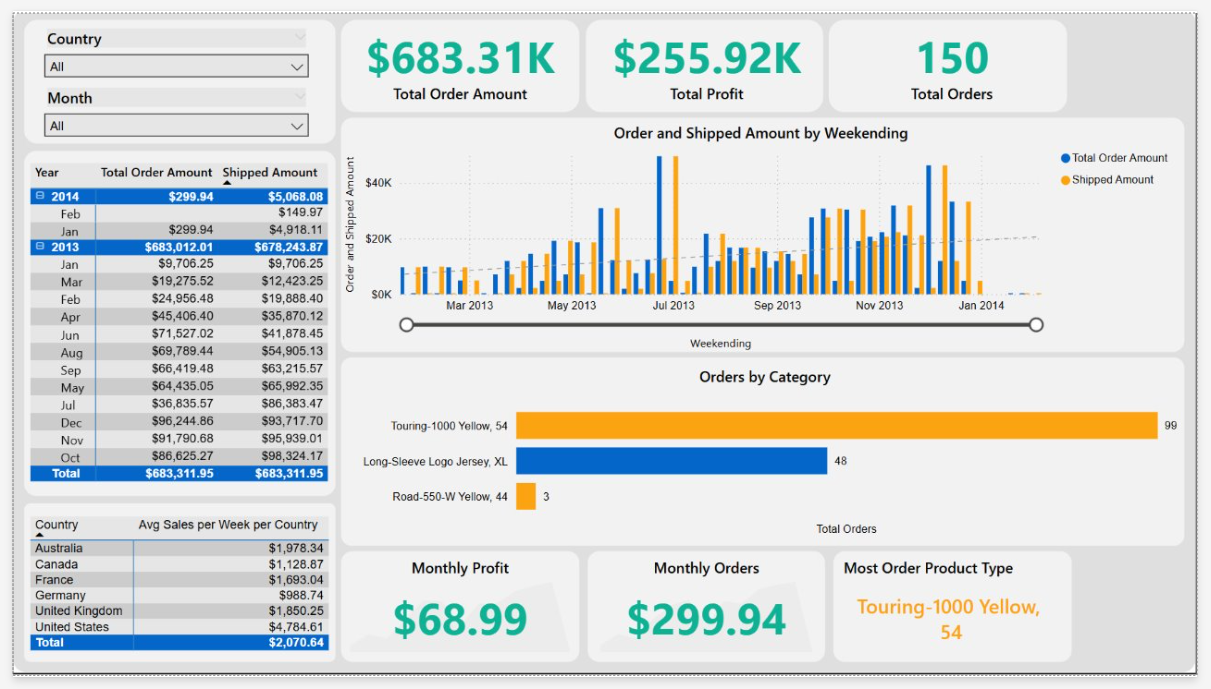 Country
All
Month
All
$683.31K
Total Order Amount
$255.92K
Total Profit
150
Total Orders
Year Total Order Amount Shipped Amount
2014 $299.94 $5,068.08
Feb $149.97
Jan $299.94 $4,918.11
2013 $683,012.01 $678,243.87
Jan $9,706.25 $9,706.25
Mar $19,275.52 $12,423.25
Feb $24,956.48 $19,888.40
Apr $45,406.40 $35,870.12
Jun $71,527.02 $41,878.45
Aug $69,789.44 $54,905.13
Sep $66,419.48 $63,215.57
May $64,435.05 $65,992.35
Jul $36,835.57 $86,383.47
Dec $96,244.86 $93,717.70
Nov $91,790.68 $95,939.01
Oct $86,625.27 $98,324.17
Total $683,311.95 $683,311.95
Order and Shipped Amount by Weekending
Total Order Amount
Shipped Amount
Order and Shipped Amount
$40K
$20K
$0K
Mar 2013 May 2013 Jul 2013 Sep 2013 Nov 2013 Jan 2014
Weekending
Orders by Category
Touring-1000 Yellow, 54 99
Long-Sleeve Logo Jersey, XL 48
Road-550-W Yellow, 44 3
Total Orders
Country Avg Sales per Week per Country
Australia $1,978.34
Canada $1,128.87
France $1,693.04
Germany $988.74
United Kingdom $1,850.25
United States $4,784.61
Total $2,070.64
Monthly Profit
$68.99
Monthly Orders
$299.94
Most Order Product Type
Touring-1000 Yellow,
54